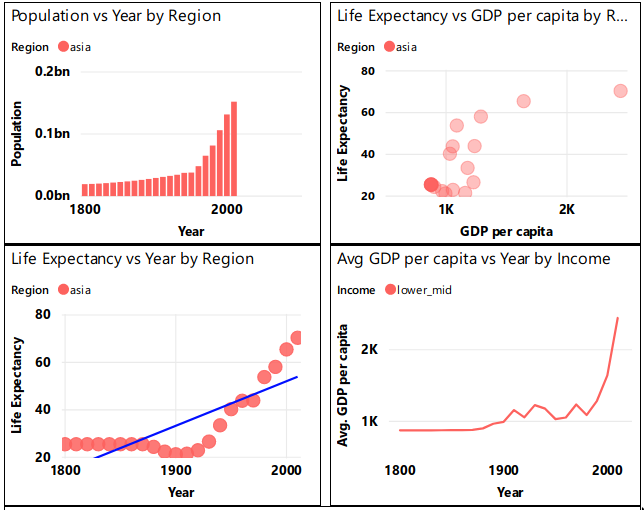 Population vs Year by Region
Region asia
0.2bn
0.1bn
0.0bn
Population
1800 2000
Year
Life Expectancy vs GDP per capita by R...
Region asia
80
60
40
20
Life Expectancy
1K 2K
GDP per capita
Life Expectancy vs Year by Region
Region asia
80
60
40
20
Life Expectancy
1800 1900 2000
Year
Avg GDP per capita vs Year by Income
Income lower_mid
2K
1K
Avg. GDP per capita
1800 1900 2000
Year